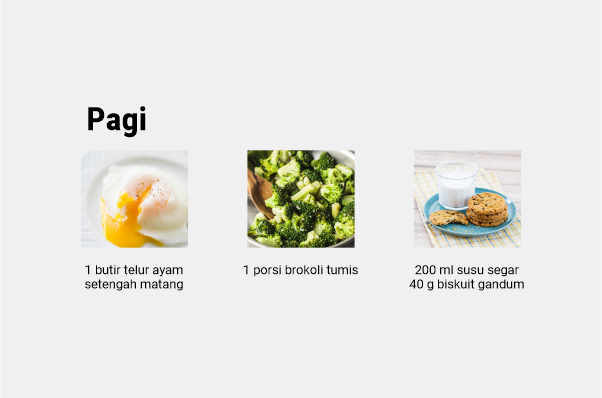 Pagi
1 butir telur ayam
setengah matang
1 porsi brokoli tumis
200 ml susu segar
40 g biskuit gandum